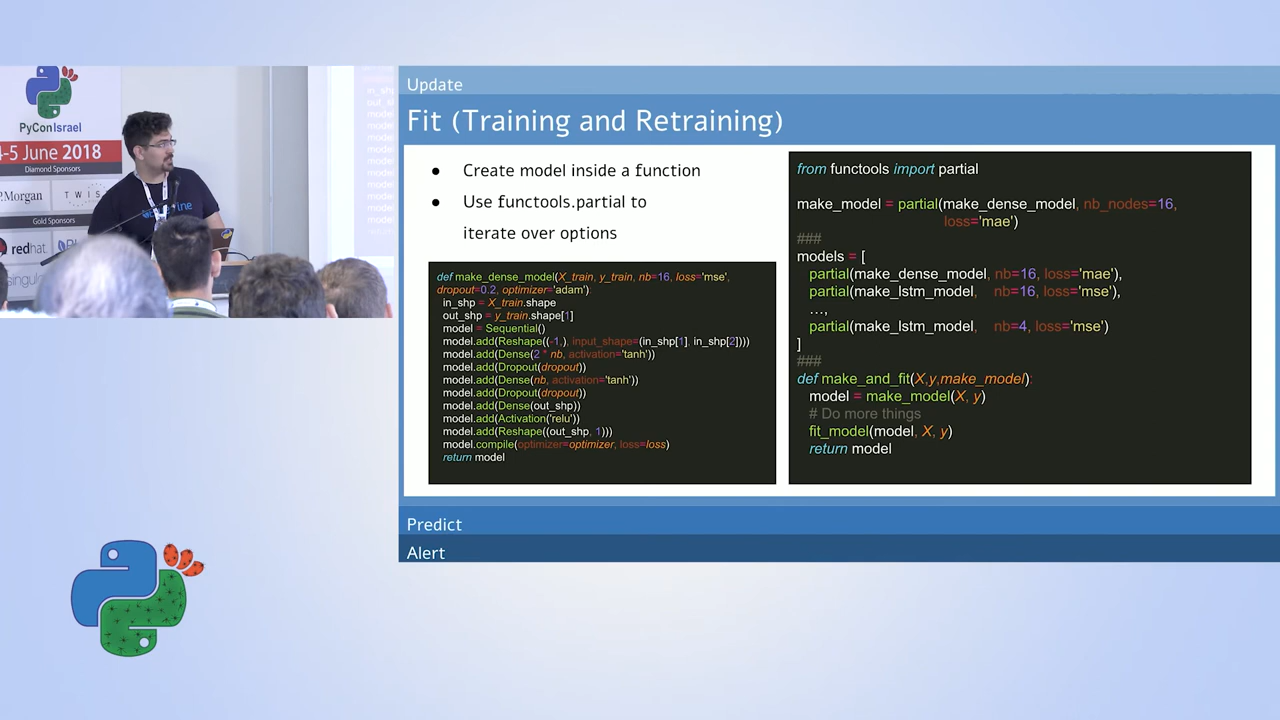 PyConIsrael
4-5 June 2018
Diamond Sponsors
P.Morgan
TWIS
Gold Sponsors
redhat.
Update
Fit (Training and Retraining)
● Create model inside a function
● Use functools.partial to
iterate over options
def make_dense_model(X_train, y_train, nb=16, loss='mse',
dropout=0.2, optimizer='adam'):
in_shp = X_train.shape
out_shp = y_train.shape[1]
model = Sequential()
model.add(Reshape((-1,), input_shape=(in_shp[1], in_shp[2])))
model.add(Dense(2 * nb, activation='tanh'))
model.add(Dropout(dropout))
model.add(Dense(nb, activation='tanh'))
model.add(Dropout(dropout))
model.add(Dense(out_shp))
model.add(Activation('relu'))
model.add(Reshape((out_shp, 1)))
model.compile(optimizer=optimizer, loss=loss)
return model
from functools import partial
make_model = partial(make_dense_model, nb_nodes=16,
loss='mae')
###
models = [
partial(make_dense_model, nb=16, loss='mae'),
partial(make_lstm_model, nb=16, loss='mse'),
...,
partial(make_lstm_model, nb=4, loss='mse')
]
###
def make_and_fit(X,y,make_model):
model = make_model(X, y)
# Do more things
fit_model(model, X, y)
return model
Predict
Alert